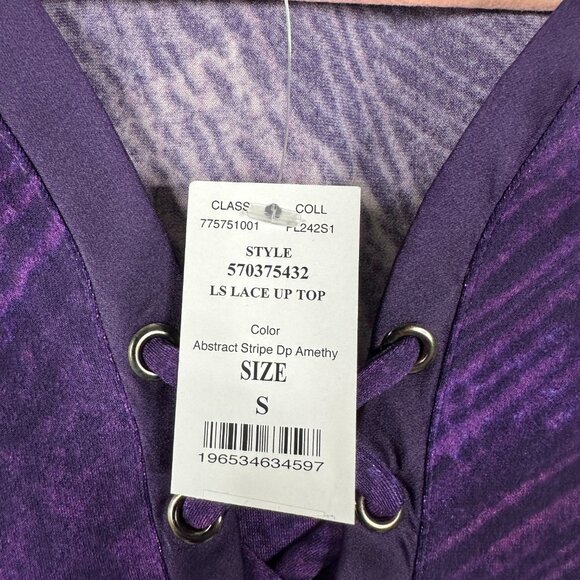 CLASS COLL
775751001 FL242S1
STYLE
570375432
LS LACE UP TOP
Color
Abstract Stripe Dp Amethy
SIZE
S
196534634597